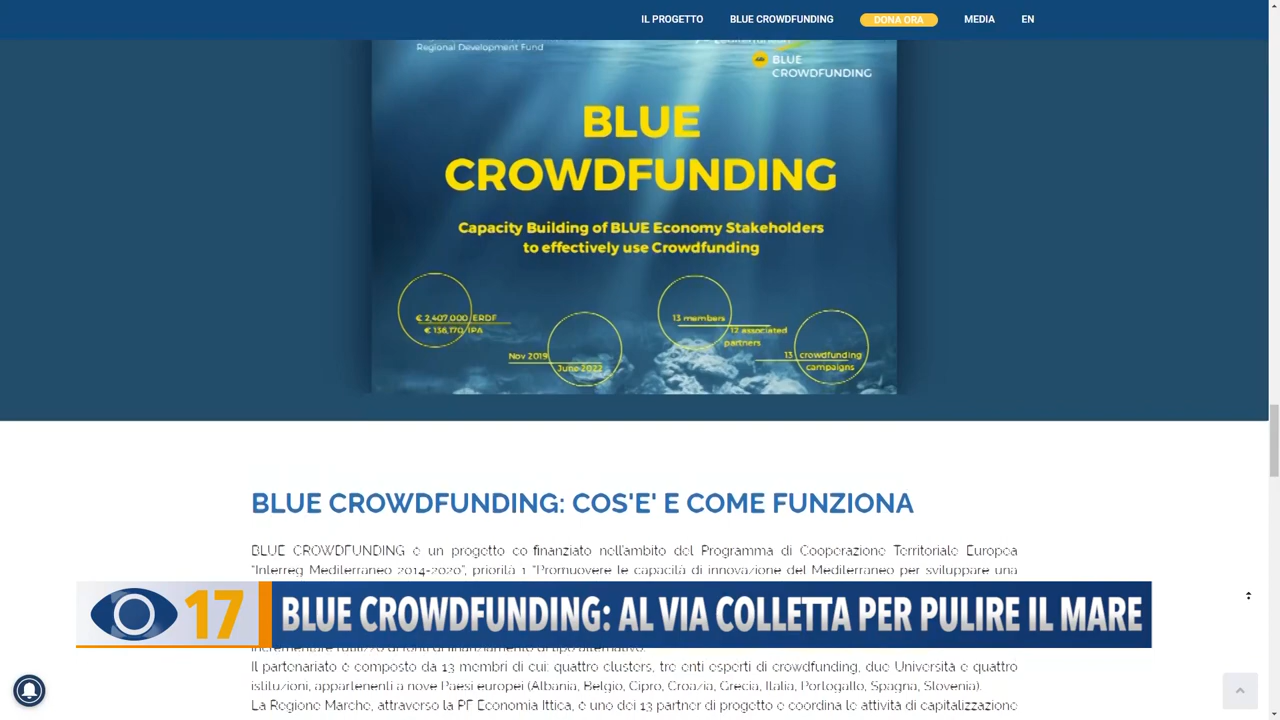 IL PROGETTO BLUE CROWDFUNDING DONA ORA MEDIA EN
Regional Development Fund
BLUE
CROWDFUNDING
BLUE
CROWDFUNDING
Capacity Building of BLUE Economy Stakeholders
to effectively use Crowdfunding
€ 2,407,000 ERDF
€ 136,170 IPA
Nov 2019
June 2022
13 members
12 associated
partners
13 crowdfunding
campaigns
BLUE CROWDFUNDING: COS'E' E COME FUNZIONA
BLUE CROWDFUNDING è un progetto co finanziato nell'ambito del Programma di Cooperazione Territoriale Europea
"Interreg Mediterraneo 2014-2020", priorità 1 "Promuovere le capacità di innovazione del Mediterraneo per sviluppare una
17 BLUE CROWDFUNDING: AL VIA COLLETTA PER PULIRE IL MARE
Il partenariato è composto da 13 membri di cui: quattro clusters, tre enti esperti di crowdfunding, due Università e quattro
istituzioni, appartenenti a nove Paesi europei (Albania, Belgio, Cipro, Croazia, Grecia, Italia, Portogallo, Spagna, Slovenia).
La Regione Marche, attraverso la PF Economia Ittica, è uno dei 13 partner di progetto e coordina le attività di capitalizzazione